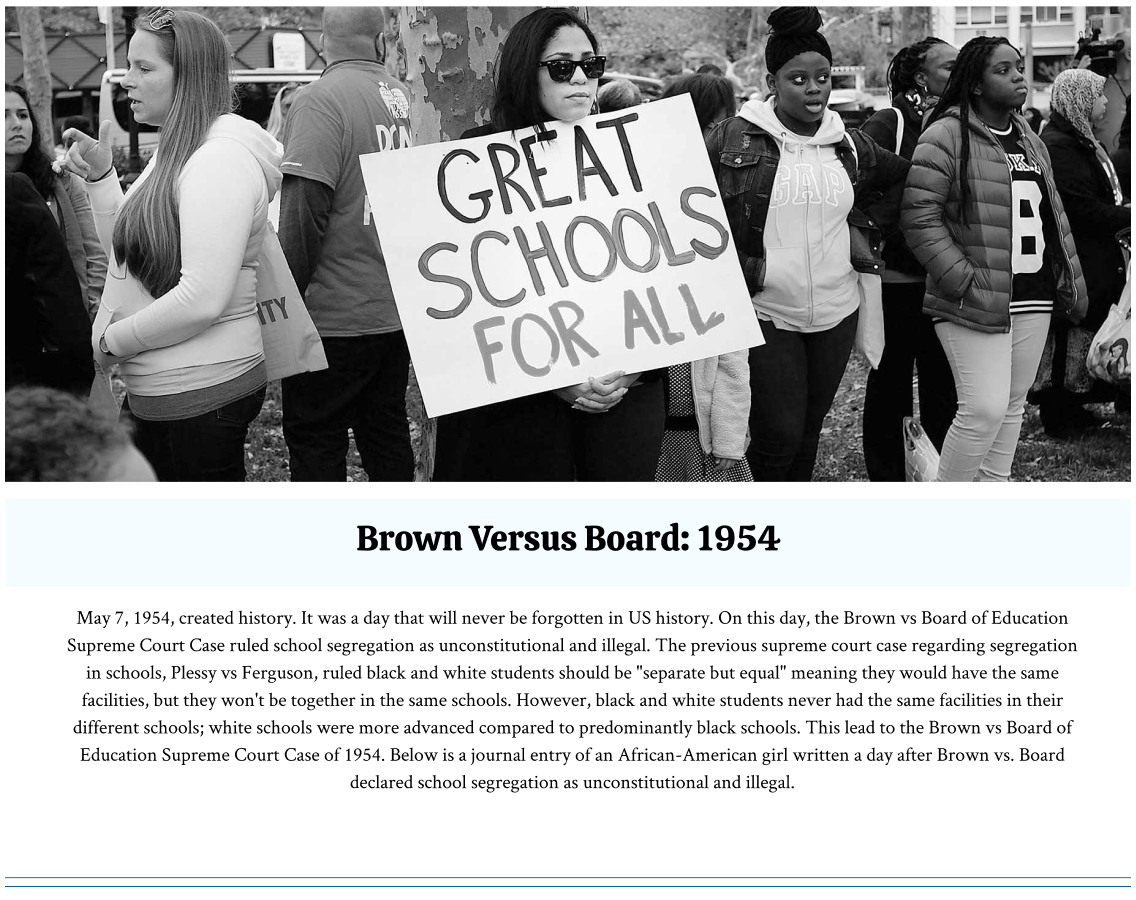 GREAT
SCHOOLS
FOR ALL
GAP
ITY
8
Brown Versus Board: 1954
May 7, 1954, created history. It was a day that will never be forgotten in US history. On this day, the Brown vs Board of Education
Supreme Court Case ruled school segregation as unconstitutional and illegal. The previous supreme court case regarding segregation
in schools, Plessy vs Ferguson, ruled black and white students should be "separate but equal" meaning they would have the same
facilities, but they won't be together in the same schools. However, black and white students never had the same facilities in their
different schools; white schools were more advanced compared to predominantly black schools. This lead to the Brown vs Board of
Education Supreme Court Case of 1954. Below is a journal entry of an African-American girl written a day after Brown vs. Board
declared school segregation as unconstitutional and illegal.